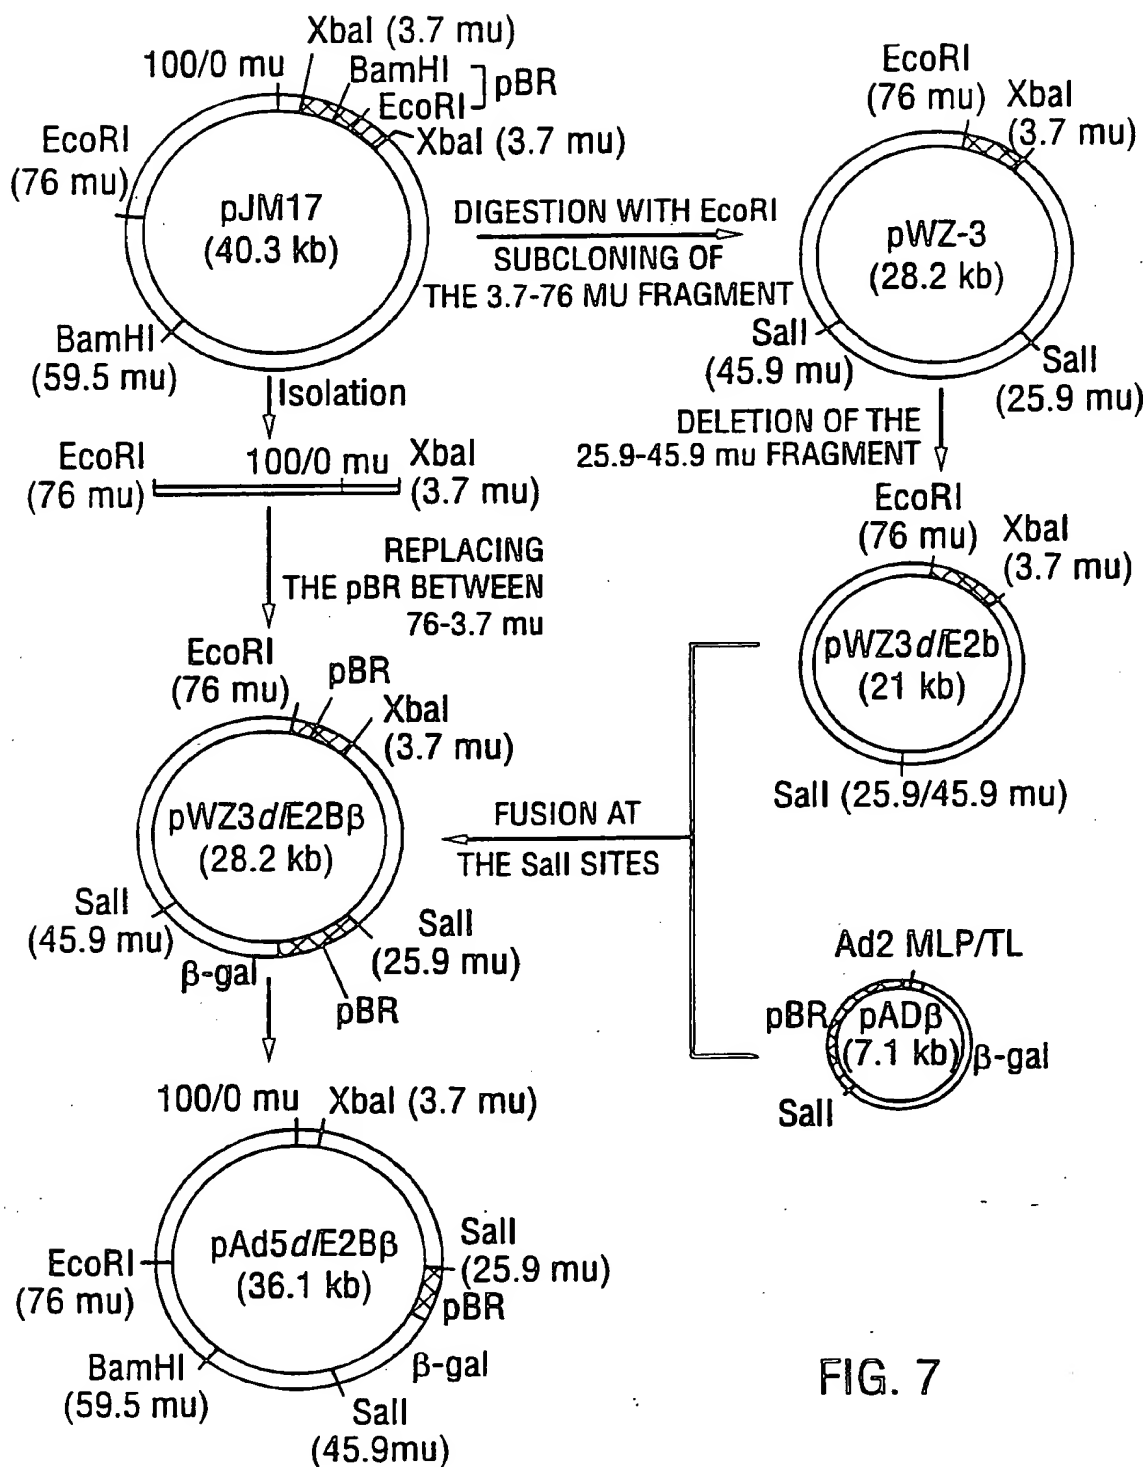 XbaI (3.7 mu)
100/0 mu
BamHI
EcoRI
pBR
XbaI (3.7 mu)
EcoRI
(76 mu)
pJM17
(40.3 kb)
BamHI
(59.5 mu)
DIGESTION WITH EcoRI
SUBCLONING OF
THE 3.7-76 MU FRAGMENT
EcoRI
(76 mu)
XbaI
(3.7 mu)
pWZ-3
(28.2 kb)
SalI
(45.9 mu)
SalI
(25.9 mu)
Isolation
EcoRI
(76 mu)
100/0 mu
XbaI
(3.7 mu)
DELETION OF THE
25.9-45.9 mu FRAGMENT
EcoRI
(76 mu)
XbaI
(3.7 mu)
pWZ3dlE2b
(21 kb)
SalI (25.9/45.9 mu)
REPLACING
THE pBR BETWEEN
76-3.7 mu
EcoRI
(76 mu)
pBR
XbaI
(3.7 mu)
pWZ3dlE2Bβ
(28.2 kb)
SalI
(45.9 mu)
β-gal
pBR
SalI
(25.9 mu)
FUSION AT
THE SalI SITES
Ad2 MLP/TL
pBR
pADβ
(7.1 kb)
β-gal
SalI
100/0 mu
XbaI (3.7 mu)
pAd5dlE2Bβ
(36.1 kb)
EcoRI
(76 mu)
SalI
(25.9 mu)
pBR
β-gal
BamHI
(59.5 mu)
SalI
(45.9mu)
FIG. 7